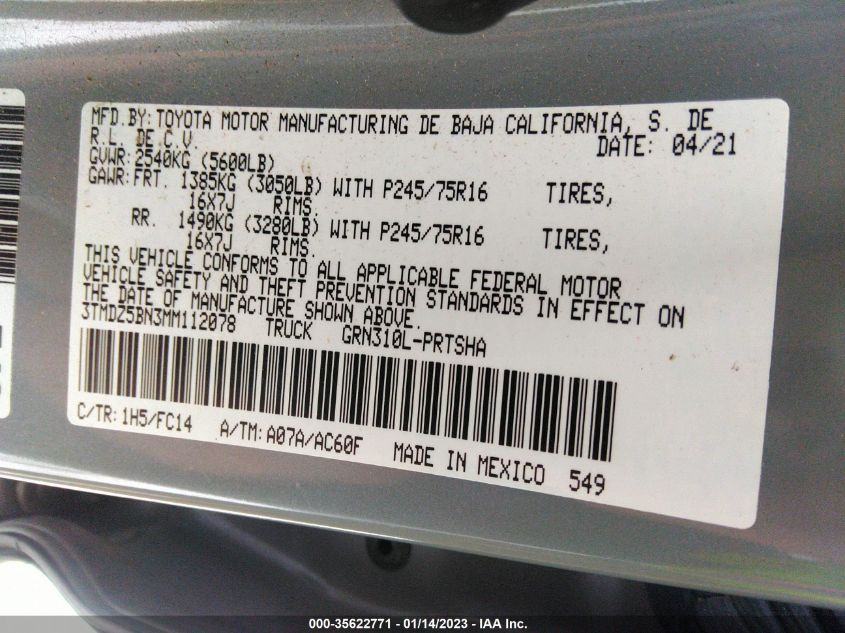 MFD.BY: TOYOTA MOTOR MANUFACTURING DE BAJA CALIFORNIA, S. DE
R.L. DE C.V. DATE: 04/21
GVWR: 2540KG (5600LB)
GAWR: FRT. 1385KG (3050LB) WITH P245/75R16 TIRES,
16X7J RIMS.
RR. 1490KG (3280LB) WITH P245/75R16 TIRES,
16X7J RIMS.
THIS VEHICLE CONFORMS TO ALL APPLICABLE FEDERAL MOTOR
VEHICLE SAFETY AND THEFT PREVENTION STANDARDS IN EFFECT ON
THE DATE OF MANUFACTURE SHOWN ABOVE.
3TMDZ5BN3MM112078 TRUCK GRN310L-PRTSHA
C/TR: 1H5/FC14 A/TM: A07A/AC60F MADE IN MEXICO 549
000-35622771 - 01/14/2023 - IAA Inc.